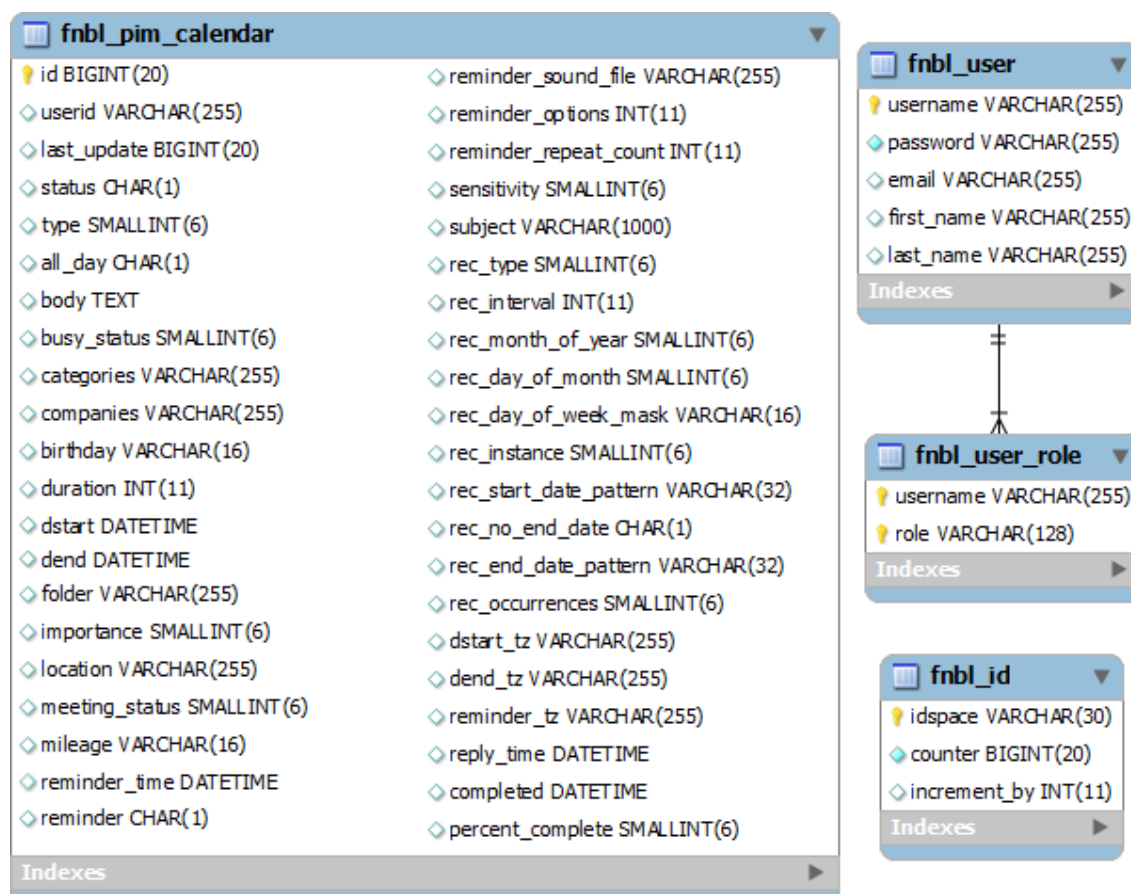 fnbl_pim_calendar
id BIGINT(20)
userid VARCHAR(255)
last_update BIGINT(20)
status CHAR(1)
type SMALLINT(6)
all_day CHAR(1)
body TEXT
busy_status SMALLINT(6)
categories VARCHAR(255)
companies VARCHAR(255)
birthday VARCHAR(16)
duration INT(11)
dstart DATETIME
dend DATETIME
folder VARCHAR(255)
importance SMALLINT(6)
location VARCHAR(255)
meeting_status SMALLINT(6)
mileage VARCHAR(16)
reminder_time DATETIME
reminder CHAR(1)
reminder_sound_file VARCHAR(255)
reminder_options INT(11)
reminder_repeat_count INT(11)
sensitivity SMALLINT(6)
subject VARCHAR(1000)
rec_type SMALLINT(6)
rec_interval INT(11)
rec_month_of_year SMALLINT(6)
rec_day_of_month SMALLINT(6)
rec_day_of_week_mask VARCHAR(16)
rec_instance SMALLINT(6)
rec_start_date_pattern VARCHAR(32)
rec_no_end_date CHAR(1)
rec_end_date_pattern VARCHAR(32)
rec_occurrences SMALLINT(6)
dstart_tz VARCHAR(255)
dend_tz VARCHAR(255)
reminder_tz VARCHAR(255)
reply_time DATETIME
completed DATETIME
percent_complete SMALLINT(6)
Indexes
fnbl_user
username VARCHAR(255)
password VARCHAR(255)
email VARCHAR(255)
first_name VARCHAR(255)
last_name VARCHAR(255)
Indexes
fnbl_user_role
username VARCHAR(255)
role VARCHAR(128)
Indexes
fnbl_id
idspace VARCHAR(30)
counter BIGINT(20)
increment_by INT(11)
Indexes